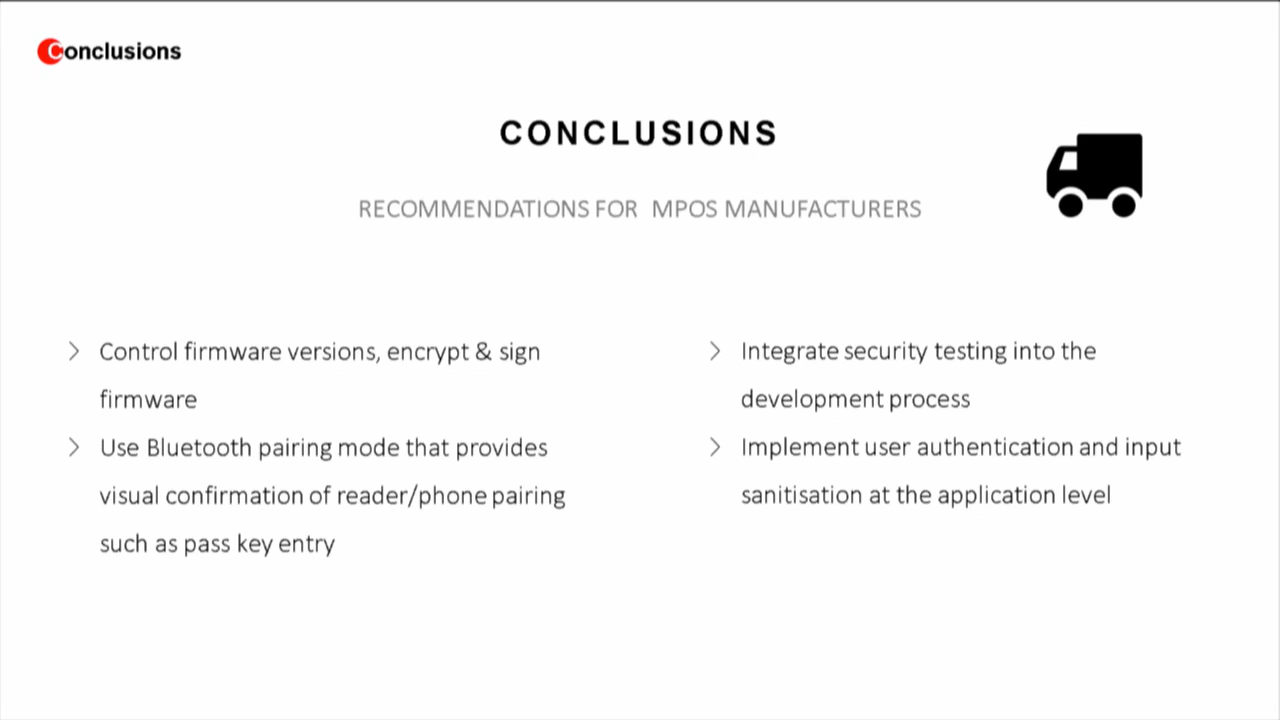 Conclusions
CONCLUSIONS
RECOMMENDATIONS FOR MPOS MANUFACTURERS
Control firmware versions, encrypt & sign
firmware
Use Bluetooth pairing mode that provides
visual confirmation of reader/phone pairing
such as pass key entry
Integrate security testing into the
development process
Implement user authentication and input
sanitisation at the application level